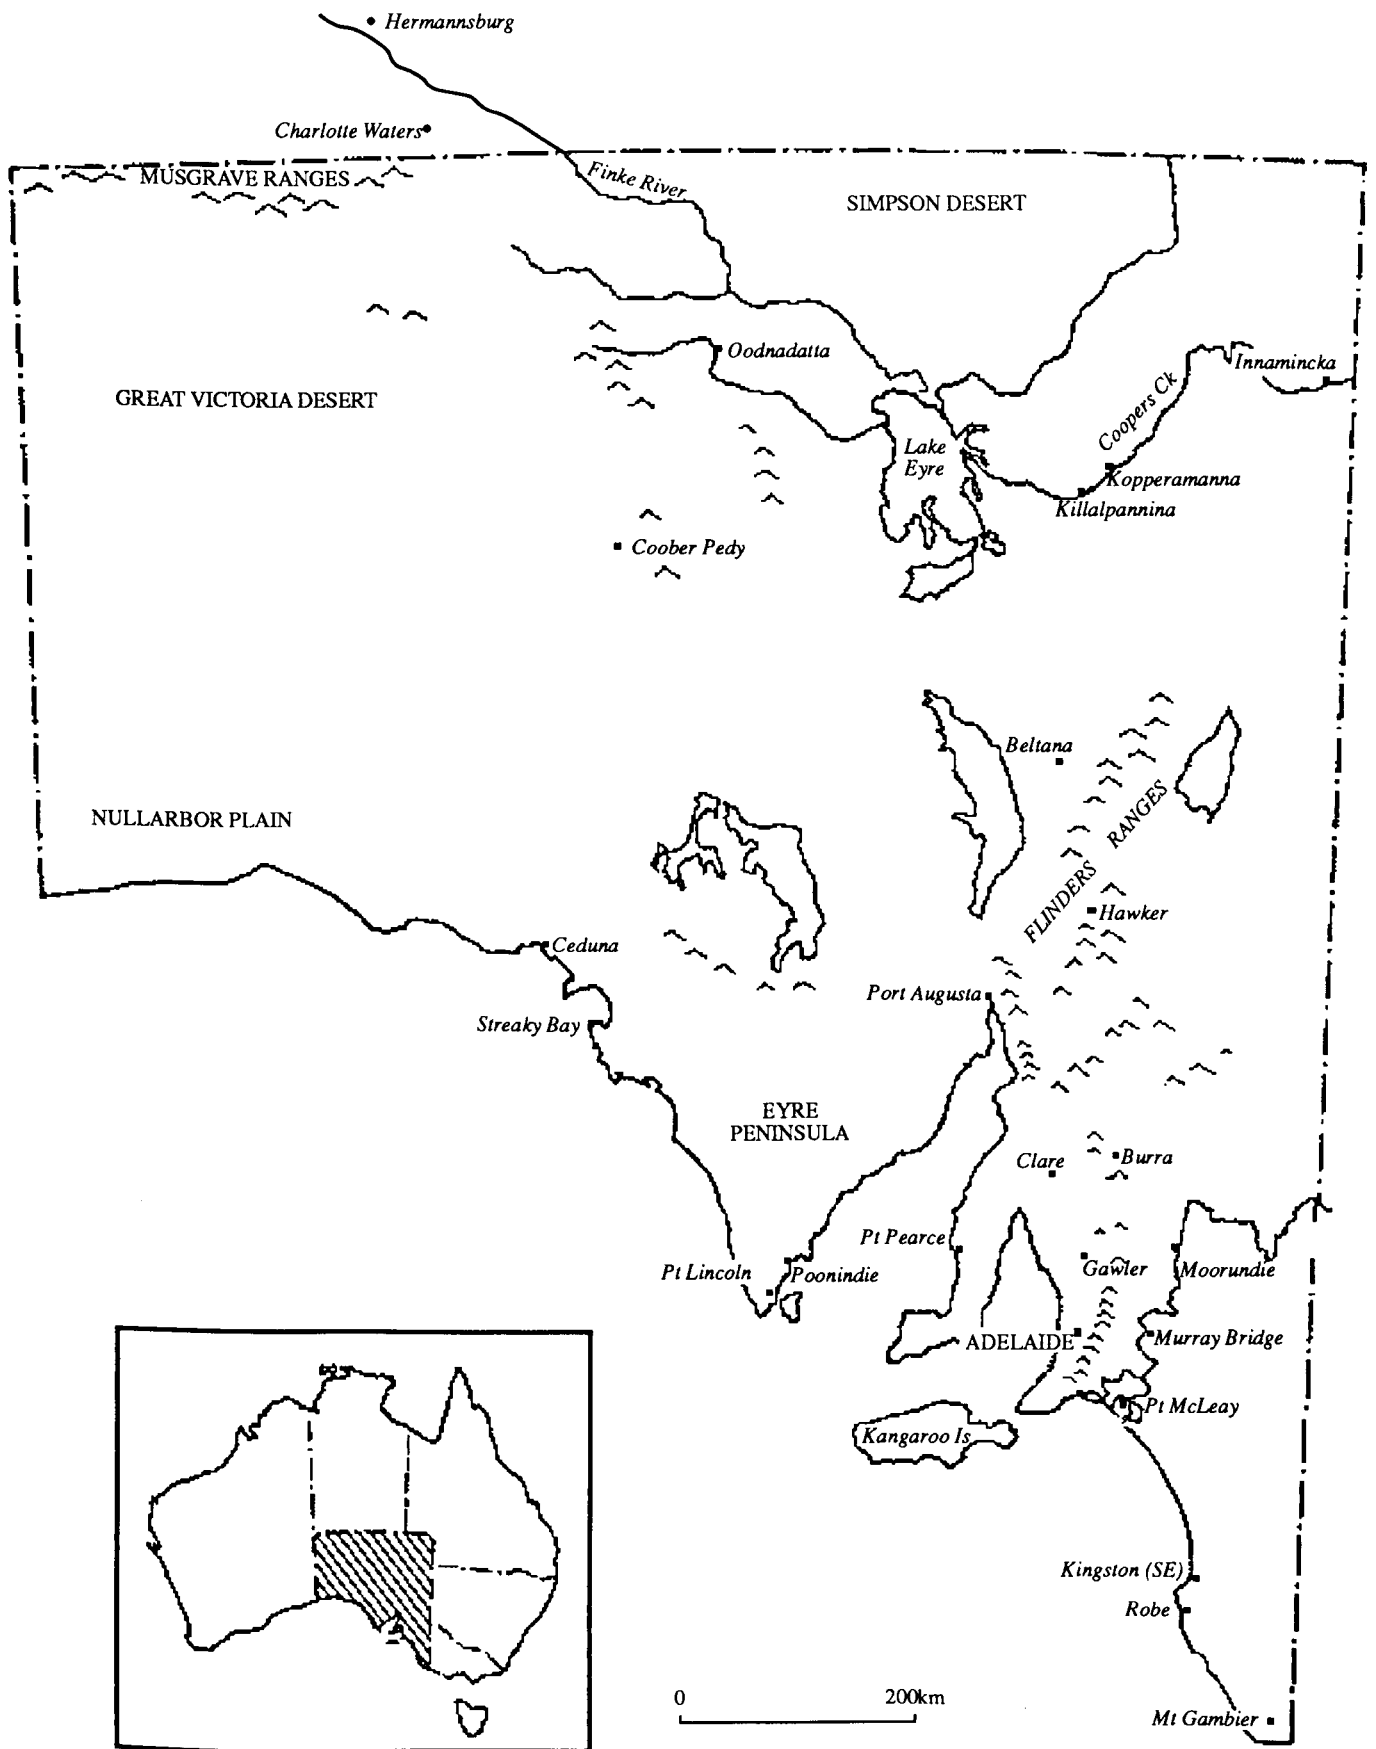 Hermannsburg
Charlotte Waters
MUSGRAVE RANGES
Finke River
SIMPSON DESERT
Oodnadatta
Innamincka
GREAT VICTORIA DESERT
Coopers Ck
Lake
Eyre
Kopperamanna
Killalpannina
Coober Pedy
Beltana
NULLARBOR PLAIN
FLINDERS RANGES
Hawker
Ceduna
Port Augusta
Streaky Bay
EYRE
PENINSULA
Clare
Burra
Pt Pearce
Pt Lincoln
Poonindie
Gawler
Moorundie
ADELAIDE
Murray Bridge
Pt McLeay
Kangaroo Is
Kingston (SE)
Robe
0
200km
Mt Gambier